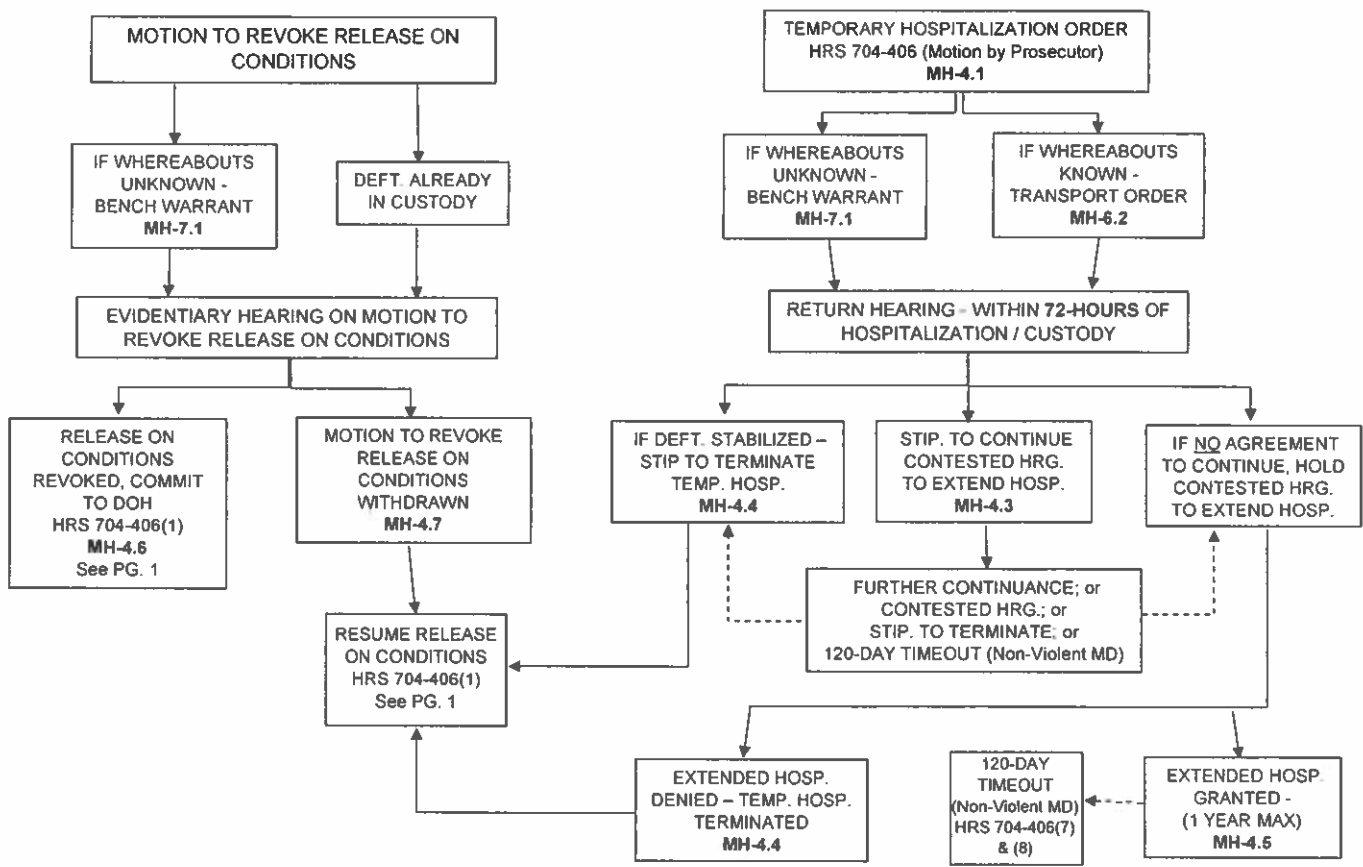 MOTION TO REVOKE RELEASE ON
CONDITIONS
TEMPORARY HOSPITALIZATION ORDER
HRS 704-406 (Motion by Prosecutor)
MH-4.1
IF WHEREABOUTS
UNKNOWN -
BENCH WARRANT
MH-7.1
DEFT. ALREADY
IN CUSTODY
IF WHEREABOUTS
UNKNOWN -
BENCH WARRANT
MH-7.1
IF WHEREABOUTS
KNOWN -
TRANSPORT ORDER
MH-6.2
EVIDENTIARY HEARING ON MOTION TO
REVOKE RELEASE ON CONDITIONS
RETURN HEARING - WITHIN 72-HOURS OF
HOSPITALIZATION / CUSTODY
RELEASE ON
CONDITIONS
REVOKED, COMMIT
TO DOH
HRS 704-406(1)
MH-4.6
See PG. 1
MOTION TO REVOKE
RELEASE ON
CONDITIONS
WITHDRAWN
MH-4.7
IF DEFT. STABILIZED –
STIP TO TERMINATE
TEMP. HOSP.
MH-4.4
STIP. TO CONTINUE
CONTESTED HRG.
TO EXTEND HOSP.
MH-4.3
IF NO AGREEMENT
TO CONTINUE, HOLD
CONTESTED HRG.
TO EXTEND HOSP.
FURTHER CONTINUANCE; or
CONTESTED HRG.; or
STIP. TO TERMINATE; or
120-DAY TIMEOUT (Non-Violent MD)
RESUME RELEASE
ON CONDITIONS
HRS 704-406(1)
See PG. 1
EXTENDED HOSP.
DENIED – TEMP. HOSP.
TERMINATED
MH-4.4
120-DAY
TIMEOUT
(Non-Violent MD)
HRS 704-406(7)
& (8)
EXTENDED HOSP.
GRANTED -
(1 YEAR MAX)
MH-4.5